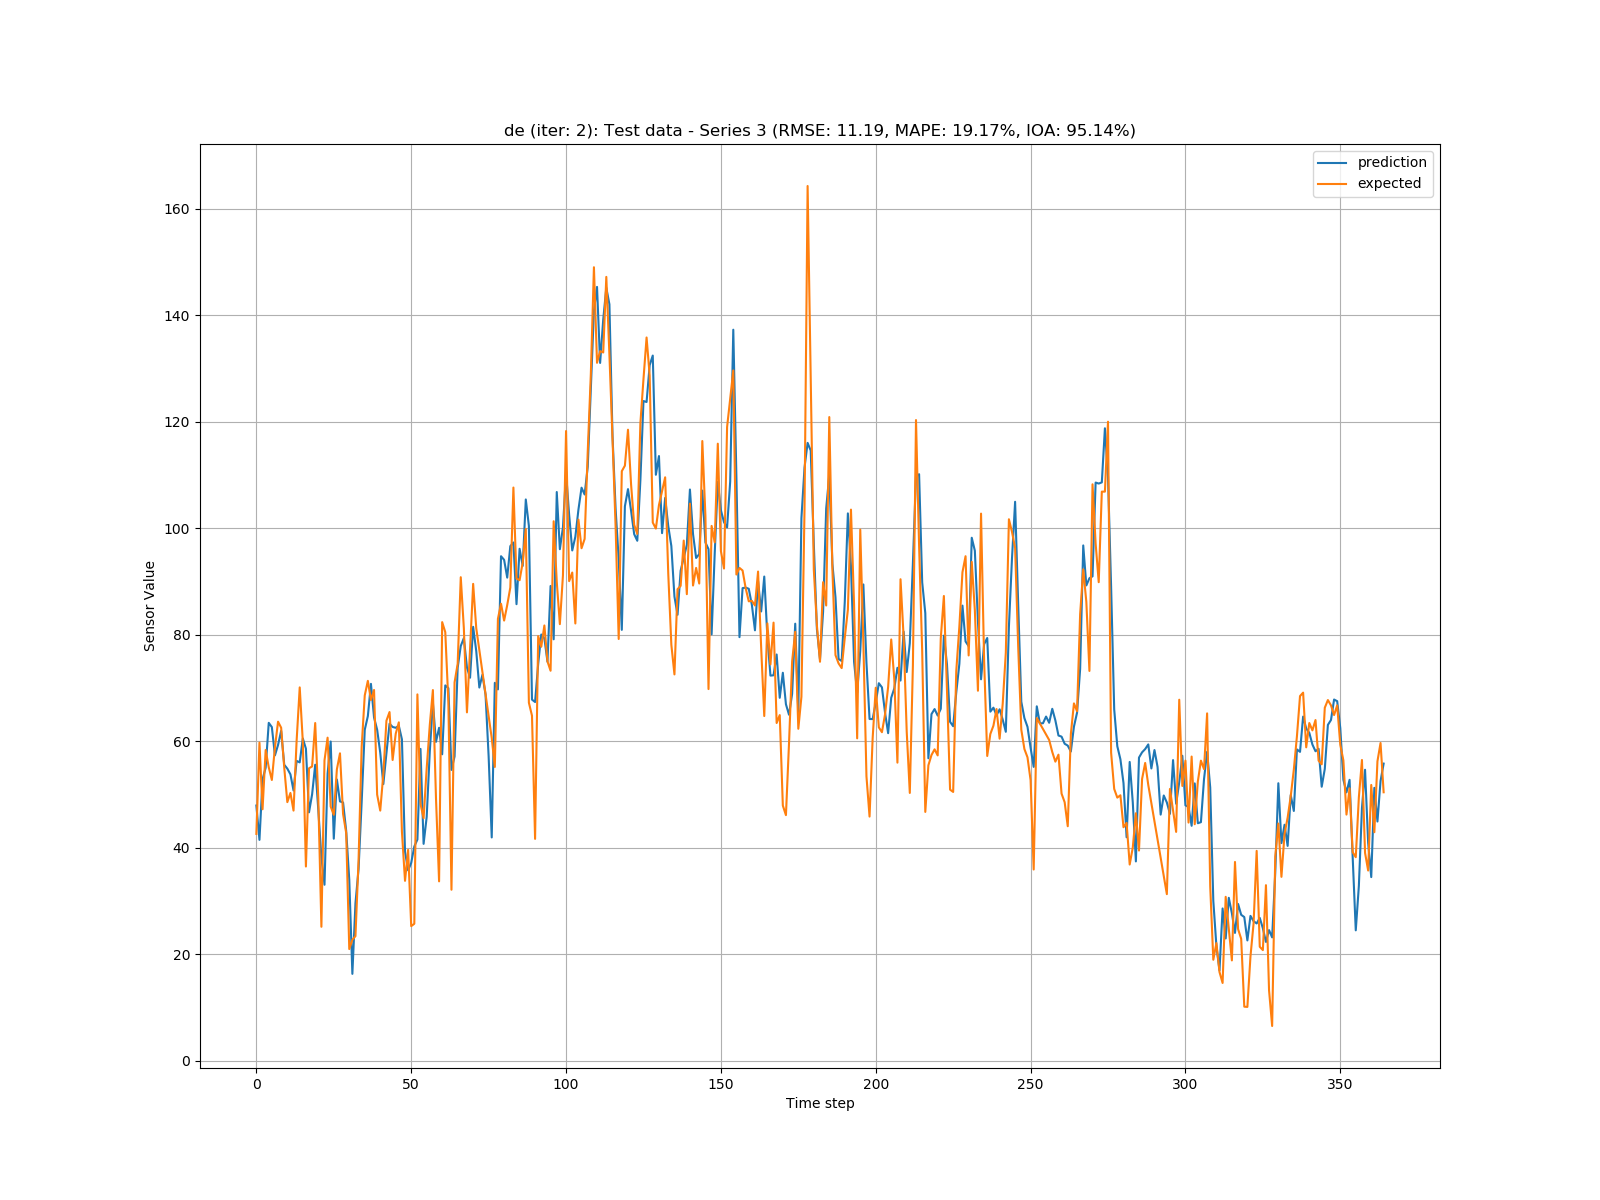 de (iter: 2): Test data - Series 3 (RMSE: 11.19, MAPE: 19.17%, IOA: 95.14%)
prediction
expected
160
140
120
100
80
60
40
20
0
Sensor Value
0 50 100 150 200 250 300 350
Time step